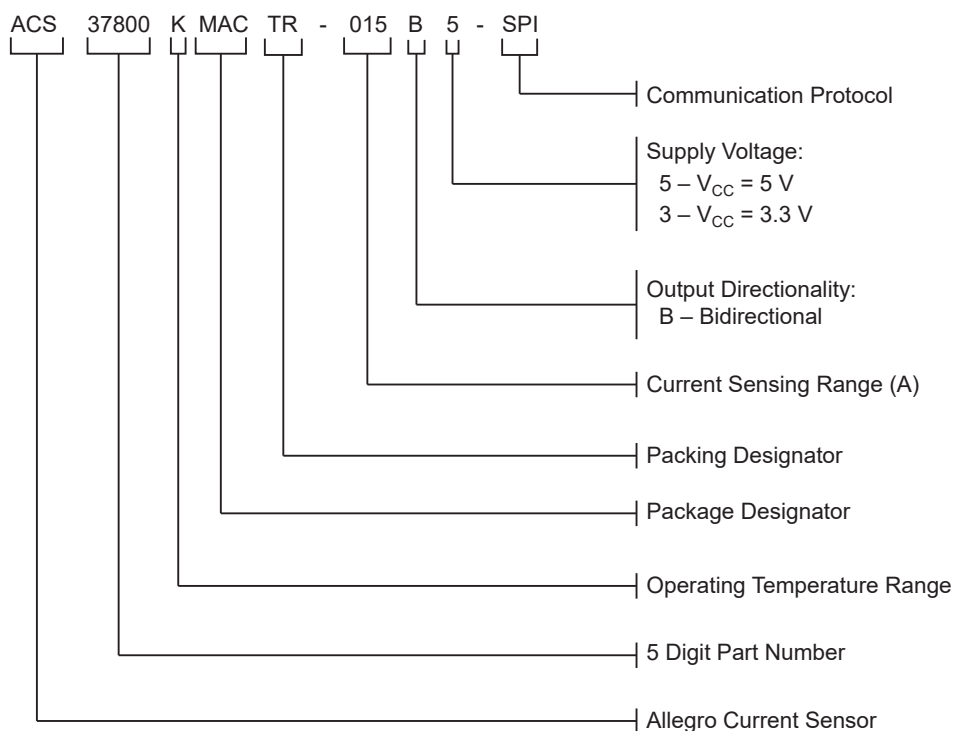 ACS 37800 K MAC TR - 015 B 5 - SPI
Communication Protocol
Supply Voltage:
5 – VCC = 5 V
3 – VCC = 3.3 V
Output Directionality:
B – Bidirectional
Current Sensing Range (A)
Packing Designator
Package Designator
Operating Temperature Range
5 Digit Part Number
Allegro Current Sensor